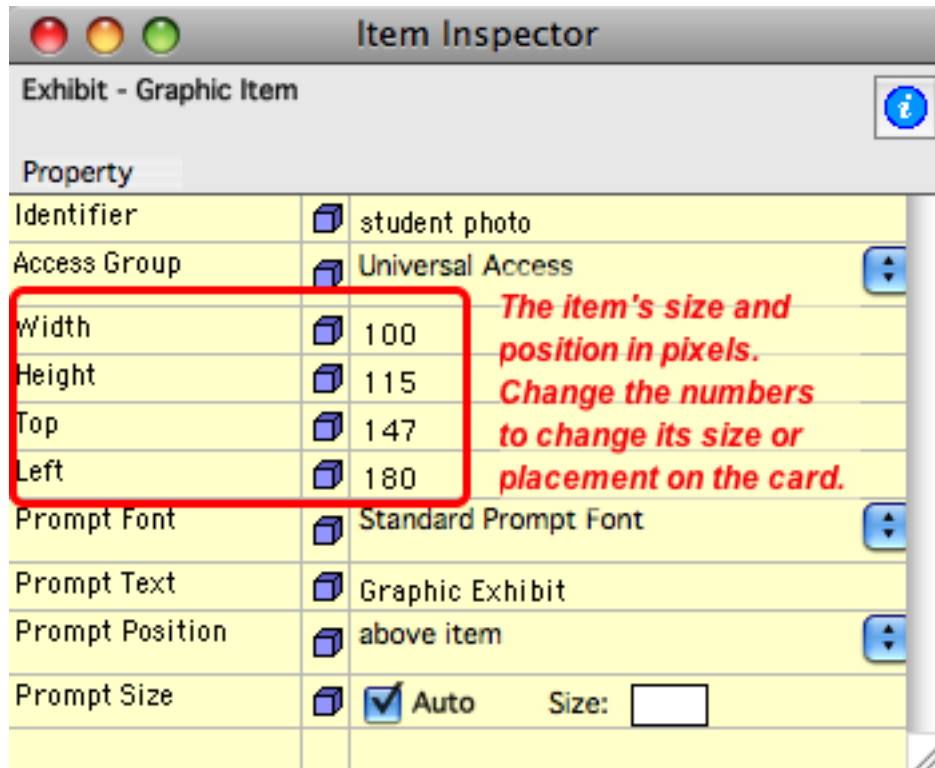 Item Inspector
Exhibit - Graphic Item
i
Property
Identifier student photo
Access Group Universal Access
Width 100
Height 115
Top 147
Left 180
The item's size and
position in pixels.
Change the numbers
to change its size or
placement on the card.
Prompt Font Standard Prompt Font
Prompt Text Graphic Exhibit
Prompt Position above item
Prompt Size Auto Size: